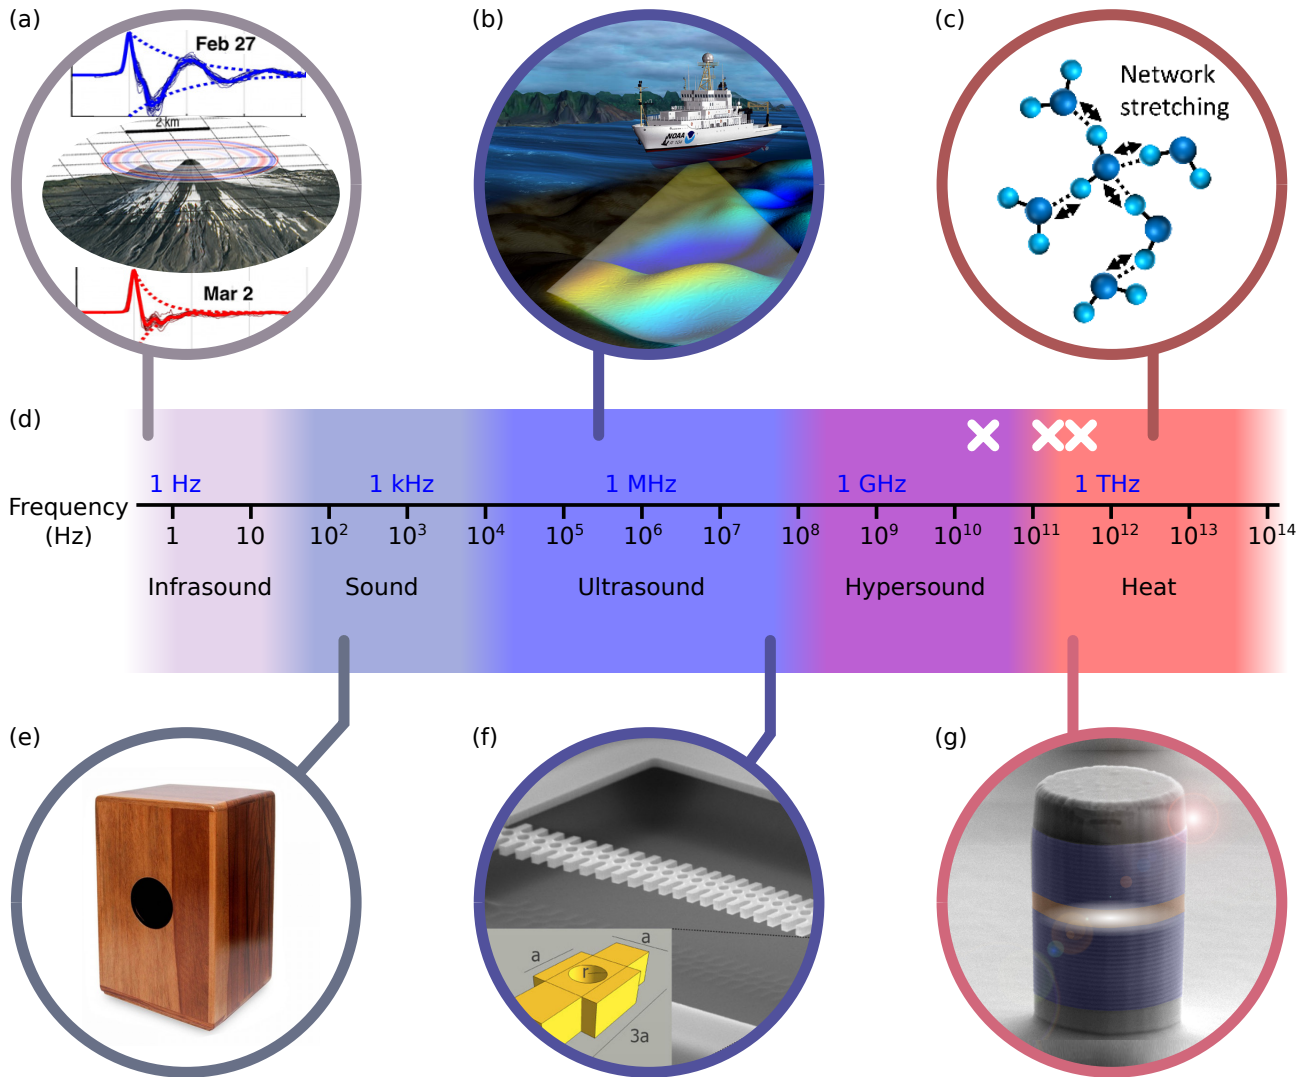 (a)
Feb 27
2 km
Mar 2
(b)
NOAA
(c)
Network
stretching
(d)
1 Hz 1 kHz 1 MHz 1 GHz 1 THz
Frequency
(Hz)
1 10 10² 10³ 10⁴ 10⁵ 10⁶ 10⁷ 10⁸ 10⁹ 10¹⁰ 10¹¹ 10¹² 10¹³ 10¹⁴
Infrasound Sound Ultrasound Hypersound Heat
(e)
(f)
a
a
r
3a
(g)